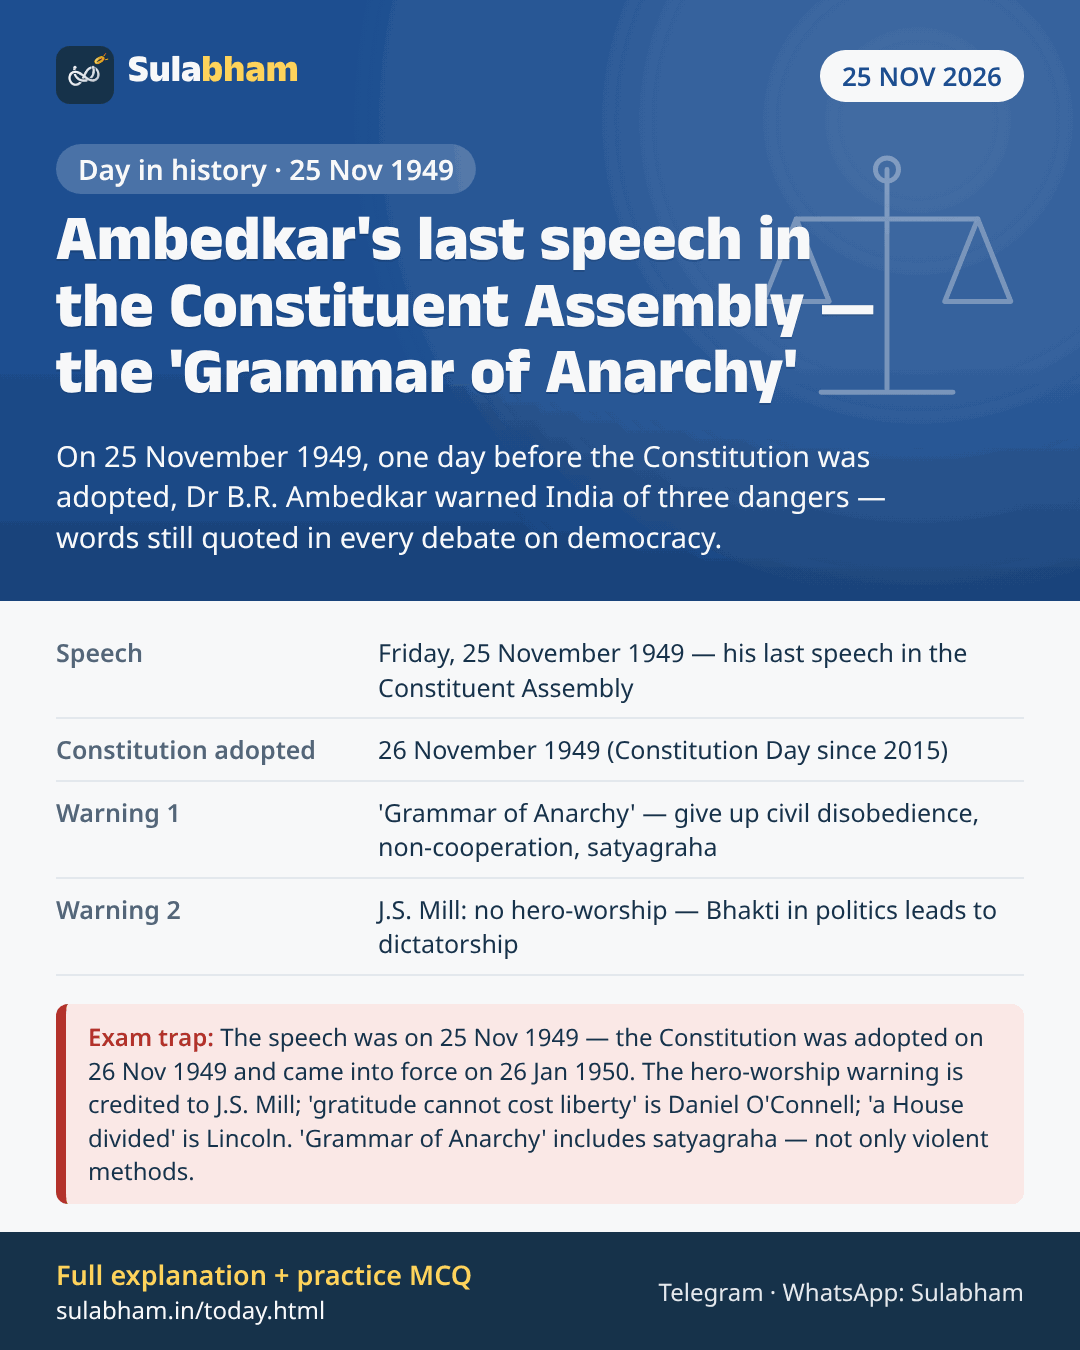 Sulabham
25 NOV 2026
Day in history · 25 Nov 1949
Ambedkar's last speech in
the Constituent Assembly —
the 'Grammar of Anarchy'
On 25 November 1949, one day before the Constitution was
adopted, Dr B.R. Ambedkar warned India of three dangers —
words still quoted in every debate on democracy.
Speech
Friday, 25 November 1949 — his last speech in the
Constituent Assembly
Constitution adopted
26 November 1949 (Constitution Day since 2015)
Warning 1
'Grammar of Anarchy' — give up civil disobedience,
non-cooperation, satyagraha
Warning 2
J.S. Mill: no hero-worship — Bhakti in politics leads to
dictatorship
Exam trap: The speech was on 25 Nov 1949 — the Constitution was adopted on
26 Nov 1949 and came into force on 26 Jan 1950. The hero-worship warning is
credited to J.S. Mill; 'gratitude cannot cost liberty' is Daniel O'Connell; 'a House
divided' is Lincoln. 'Grammar of Anarchy' includes satyagraha — not only violent
methods.
Full explanation + practice MCQ
sulabham.in/today.html
Telegram · WhatsApp: Sulabham